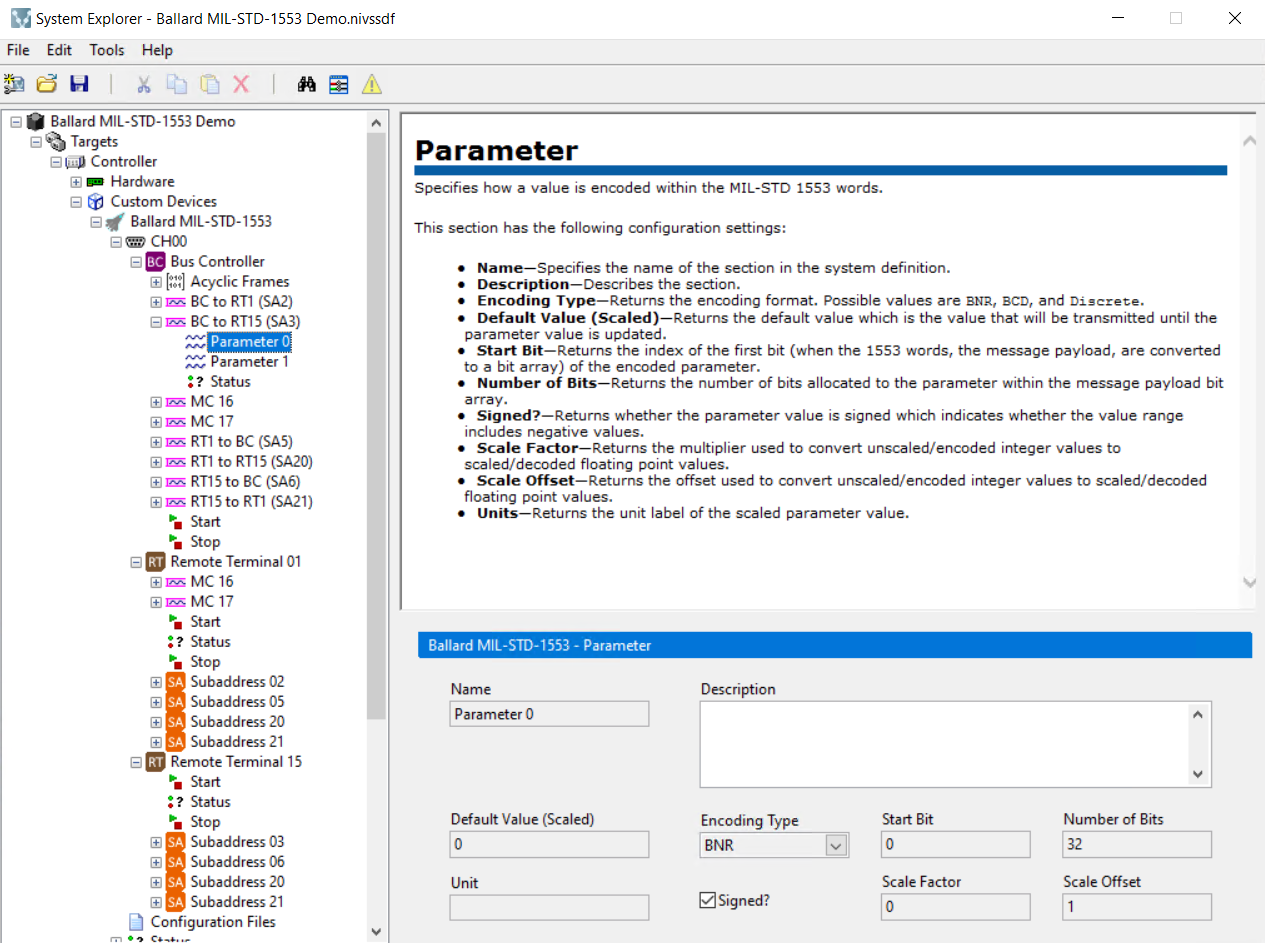 System Explorer - Ballard MIL-STD-1553 Demo.nivssdf
File Edit Tools Help
Ballard MIL-STD-1553 Demo
Targets
Controller
Hardware
Custom Devices
Ballard MIL-STD-1553
CH00
BC Bus Controller
Acyclic Frames
BC to RT1 (SA2)
BC to RT15 (SA3)
Parameter 0
Parameter 1
Status
MC 16
MC 17
RT1 to BC (SA5)
RT1 to RT15 (SA20)
RT15 to BC (SA6)
RT15 to RT1 (SA21)
Start
Stop
RT Remote Terminal 01
MC 16
MC 17
Start
Status
Stop
SA Subaddress 02
SA Subaddress 05
SA Subaddress 20
SA Subaddress 21
RT Remote Terminal 15
Start
Status
Stop
SA Subaddress 03
SA Subaddress 06
SA Subaddress 20
SA Subaddress 21
Configuration Files
Status
Parameter
Specifies how a value is encoded within the MIL-STD 1553 words.
This section has the following configuration settings:
• Name—Specifies the name of the section in the system definition.
• Description—Describes the section.
• Encoding Type—Returns the encoding format. Possible values are BNR, BCD, and Discrete.
• Default Value (Scaled)—Returns the default value which is the value that will be transmitted until the
parameter value is updated.
• Start Bit—Returns the index of the first bit (when the 1553 words, the message payload, are converted
to a bit array) of the encoded parameter.
• Number of Bits—Returns the number of bits allocated to the parameter within the message payload bit
array.
• Signed?—Returns whether the parameter value is signed which indicates whether the value range
includes negative values.
• Scale Factor—Returns the multiplier used to convert unscaled/encoded integer values to
scaled/decoded floating point values.
• Scale Offset—Returns the offset used to convert unscaled/encoded integer values to scaled/decoded
floating point values.
• Units—Returns the unit label of the scaled parameter value.
Ballard MIL-STD-1553 - Parameter
Name Description
Parameter 0
Default Value (Scaled) Encoding Type Start Bit Number of Bits
0 BNR 0 32
Unit Signed? Scale Factor Scale Offset
0 1